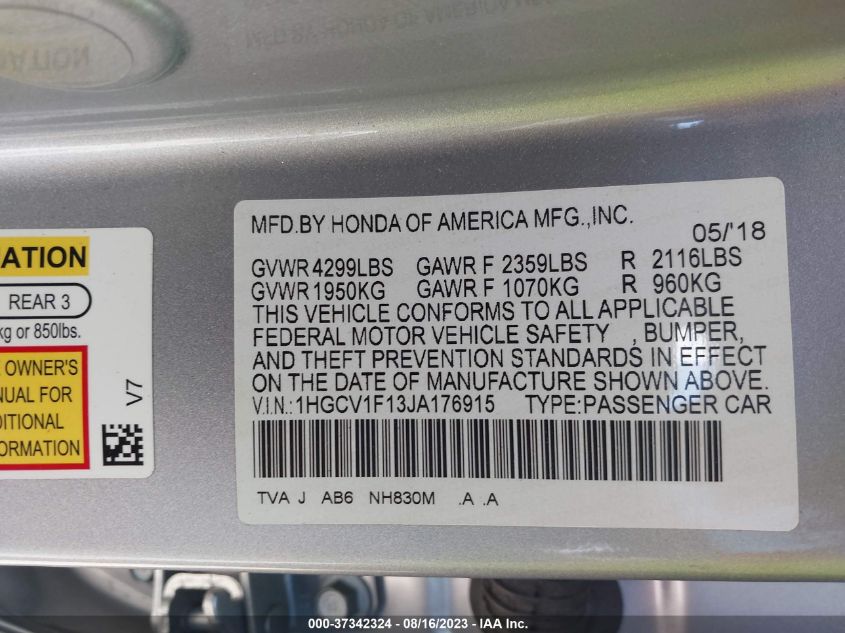 ATION
REAR 3
kg or 850lbs.
OWNER'S
NUAL FOR
DITIONAL
FORMATION
V7
MFD.BY HONDA OF AMERICA MFG.,INC.
05/'18
GVWR 4299LBS GAWR F 2359LBS R 2116LBS
GVWR 1950KG GAWR F 1070KG R 960KG
THIS VEHICLE CONFORMS TO ALL APPLICABLE
FEDERAL MOTOR VEHICLE SAFETY , BUMPER,
AND THEFT PREVENTION STANDARDS IN EFFECT
ON THE DATE OF MANUFACTURE SHOWN ABOVE.
V.I.N.:1HGCV1F13JA176915 TYPE:PASSENGER CAR
TVA J AB6 NH830M .A .A
000-37342324 - 08/16/2023 - IAA Inc.